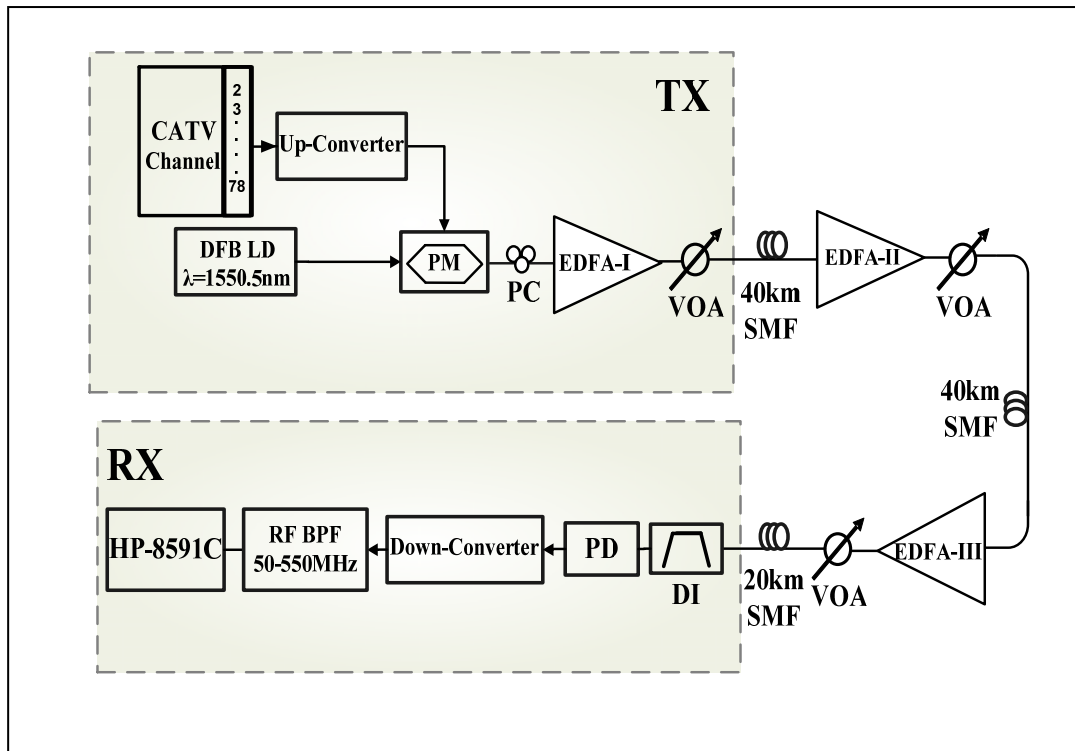 TX
CATV
Channel
2
3
.
.
.
.
78
Up-Converter
DFB LD
λ=1550.5nm
PM
PC
EDFA-I
VOA
40km
SMF
EDFA-II
VOA
40km
SMF
RX
HP-8591C
RF BPF
50-550MHz
Down-Converter
PD
DI
20km
SMF
VOA
EDFA-III